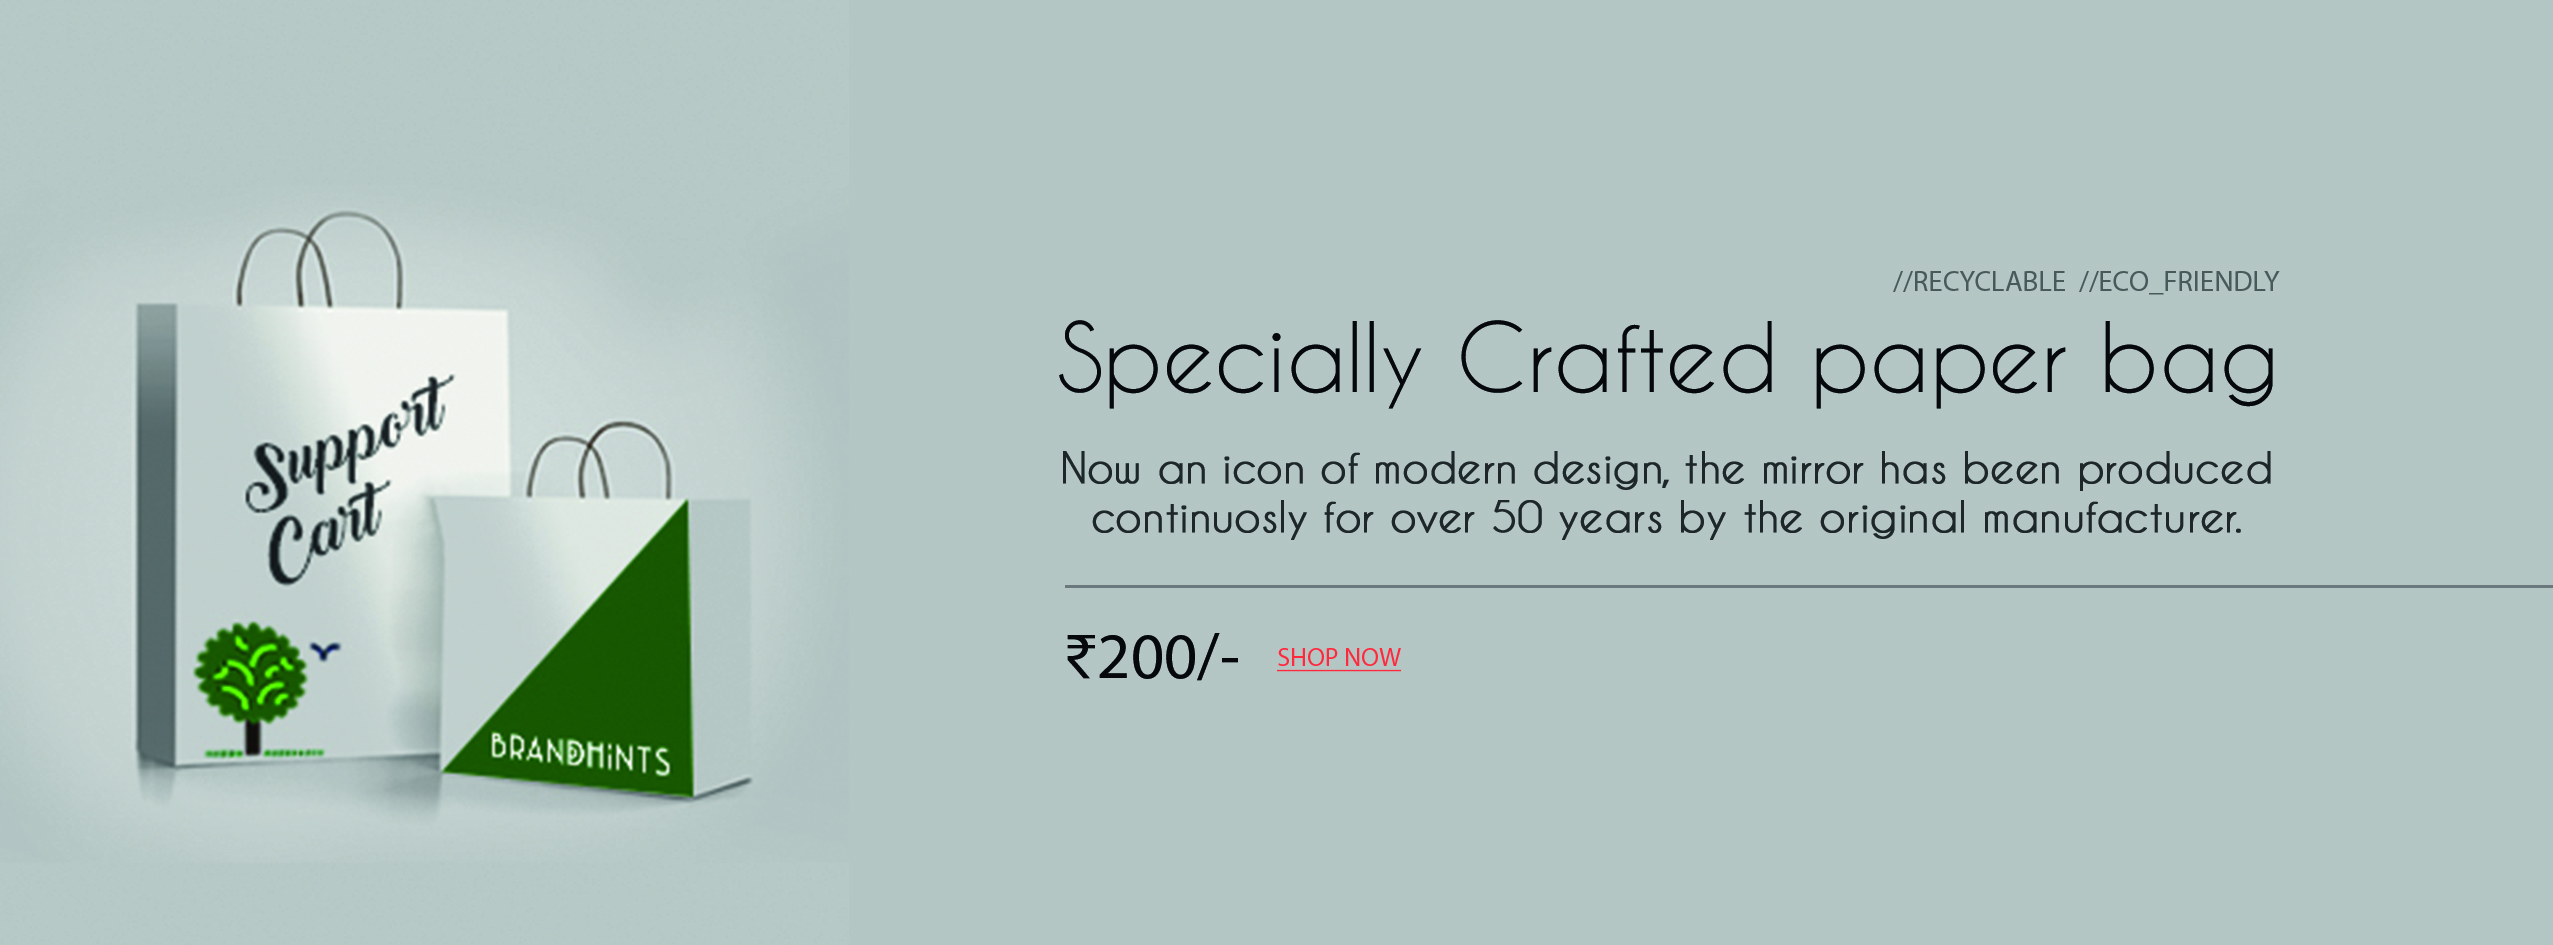 Support
Cart
BRANDHiNTS
//RECYCLABLE //ECO_FRIENDLY
Specially Crafted paper bag
Now an icon of modern design, the mirror has been produced
continuosly for over 50 years by the original manufacturer.
₹200/- SHOP NOW